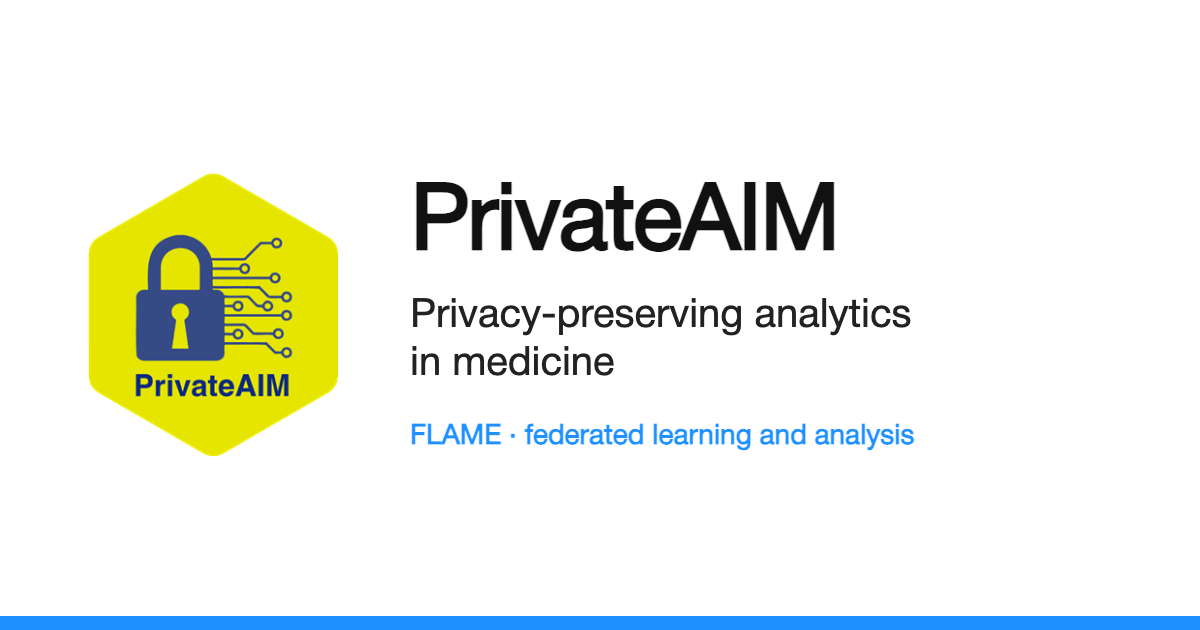 PrivateAIM
PrivateAIM
Privacy-preserving analytics
in medicine
FLAME · federated learning and analysis